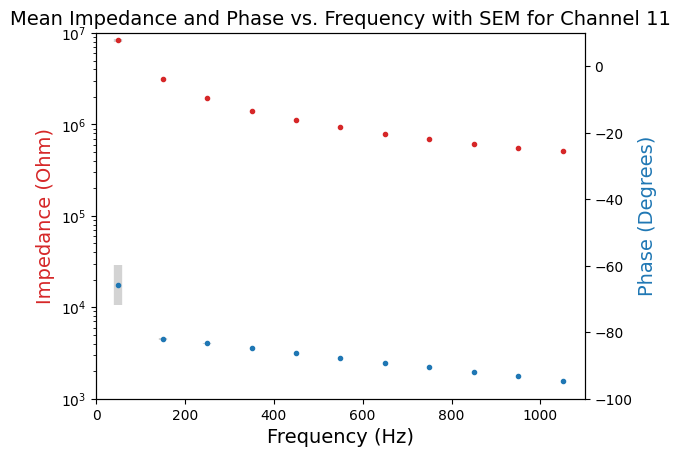 Mean Impedance and Phase vs. Frequency with SEM for Channel 11
10^7
10^6
10^5
10^4
10^3
Impedance (Ohm)
0
−20
−40
−60
−80
−100
Phase (Degrees)
0 200 400 600 800 1000
Frequency (Hz)